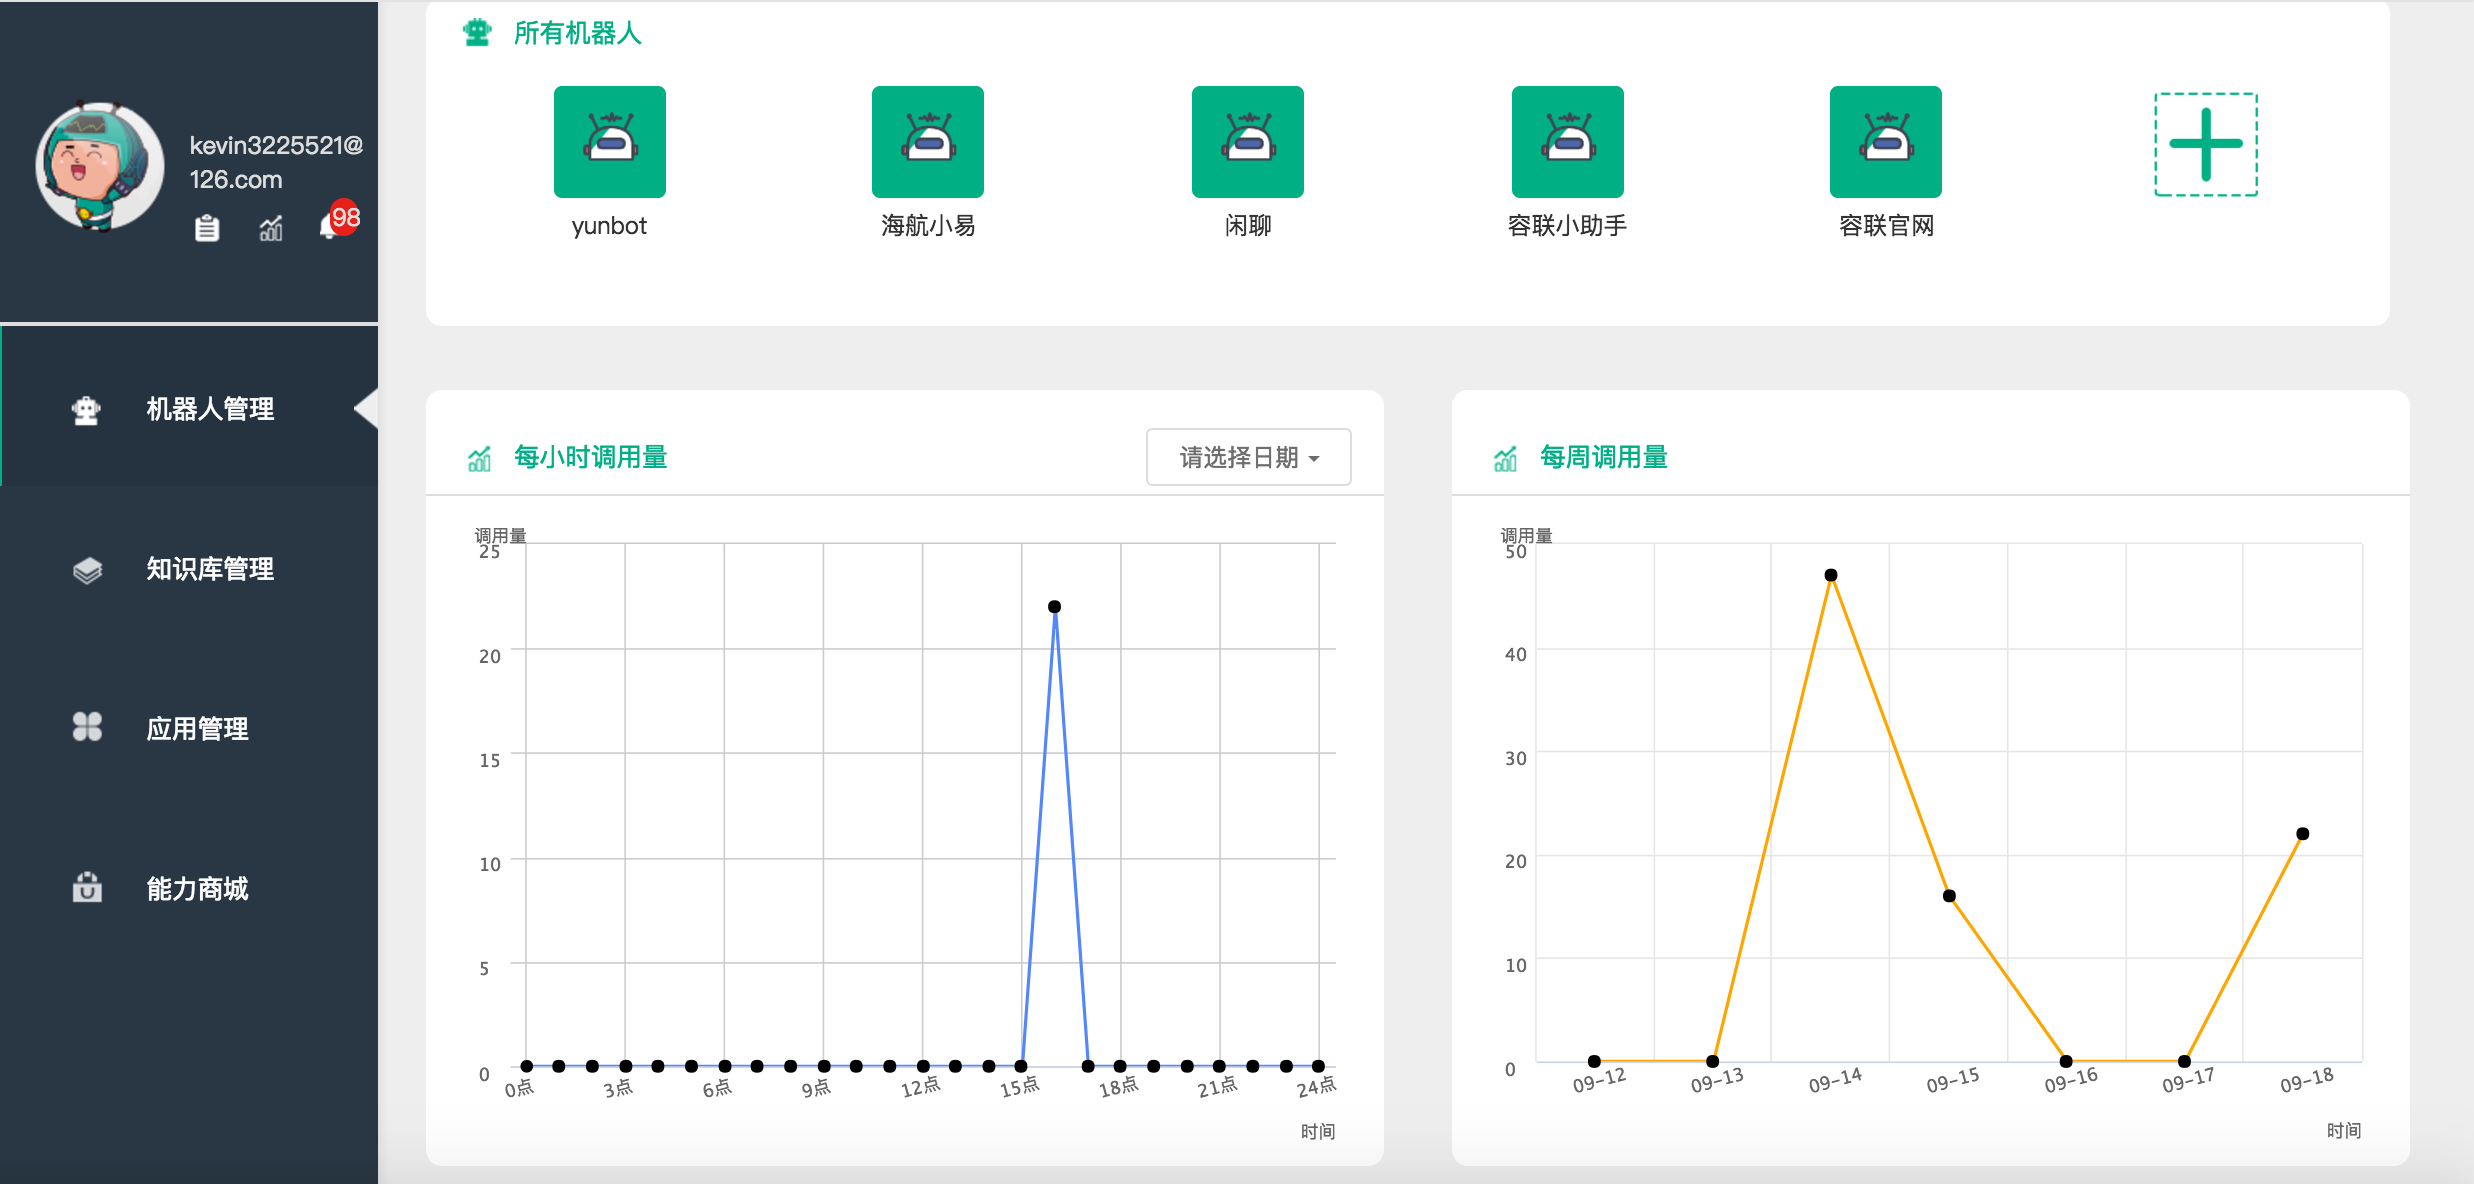 kevin3225521@
126.com
98
机器人管理
知识库管理
应用管理
能力商城
所有机器人
yunbot
海航小易
闲聊
容联小助手
容联官网
每小时调用量
请选择日期
调用量
25
20
15
10
5
0
0点 3点 6点 9点 12点 15点 18点 21点 24点
时间
每周调用量
调用量
50
40
30
20
10
0
09-12 09-13 09-14 09-15 09-16 09-17 09-18
时间